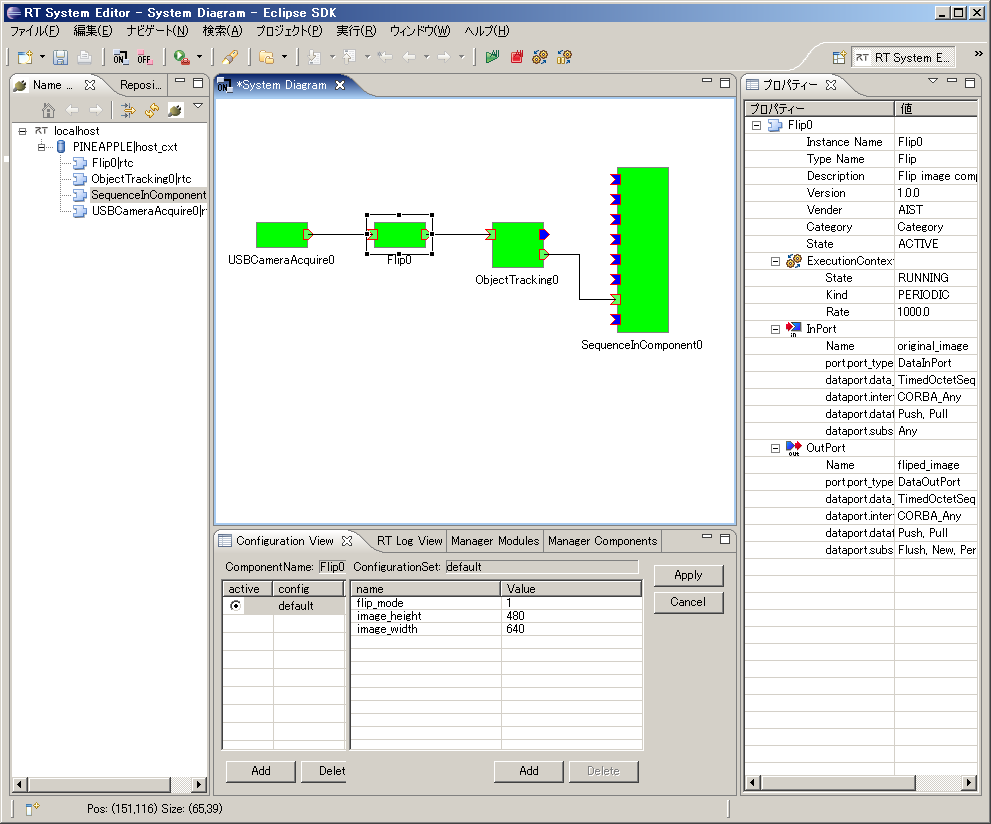 RT System Editor - System Diagram - Eclipse SDK
ファイル(F) 編集(E) ナビゲート(N) 検索(A) プロジェクト(P) 実行(R) ウィンドウ(W) ヘルプ(H)
ON OFF RT RT System E... »
Name ... Reposi...
ON *System Diagram
プロパティー
RT localhost
PINEAPPLE|host_cxt
Flip0|rtc
ObjectTracking0|rtc
SequenceInComponent
USBCameraAcquire0|r
USBCameraAcquire0
Flip0
ObjectTracking0
SequenceInComponent0
プロパティー 値
Flip0
Instance Name Flip0
Type Name Flip
Description Flip image com
Version 1.0.0
Vender AIST
Category Category
State ACTIVE
ExecutionContex
State RUNNING
Kind PERIODIC
Rate 1000.0
in InPort
Name original_image
port.port_type DataInPort
dataport.data_ TimedOctetSeq
dataport.inter CORBA_Any
dataport.dataf Push, Pull
dataport.subs Any
out OutPort
Name fliped_image
port.port_type DataOutPort
dataport.data_ TimedOctetSeq
dataport.inter CORBA_Any
dataport.dataf Push, Pull
dataport.subs Flush, New, Per
Configuration View RT Log View Manager Modules Manager Components
ComponentName: Flip0 ConfigurationSet: default
active config name Value
default
flip_mode 1
image_height 480
image_width 640
Apply
Cancel
Add Delet Add Delete
Pos: (151,116) Size: (65,39)